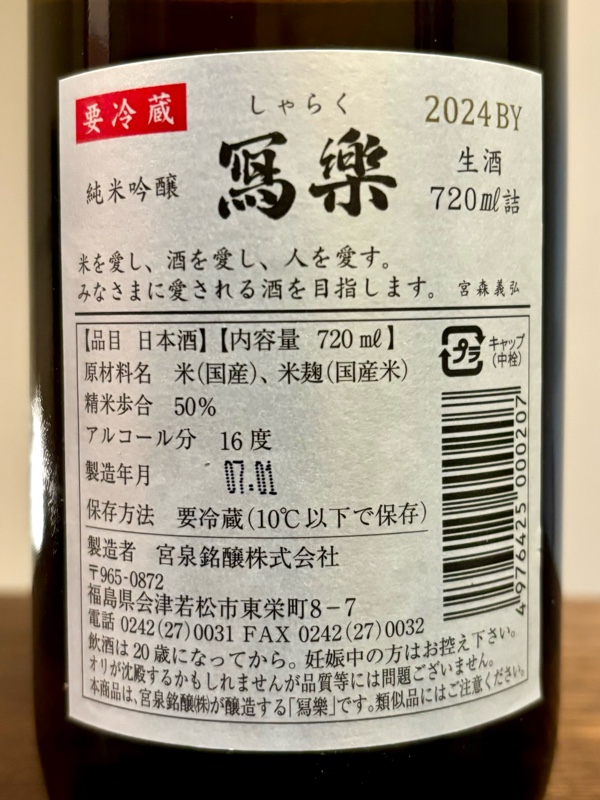 要冷蔵
しゃらく
2024BY
純米吟醸
寫樂
生酒
720㎖詰
米を愛し、酒を愛し、人を愛す。
みなさまに愛される酒を目指します。 宮森義弘
【品目 日本酒】【内容量 720㎖】
原材料名 米(国産)、米麹(国産米)
精米歩合 50%
アルコール分 16度
製造年月 07.01
保存方法 要冷蔵(10℃以下で保存)
プラ
キャップ
(中栓)
4 976425 000207
製造者 宮泉銘醸株式会社
〒965-0872
福島県会津若松市東栄町8-7
電話 0242(27)0031 FAX 0242(27)0032
飲酒は20歳になってから。妊娠中の方はお控え下さい。
オリが沈殿するかもしれませんが品質等には問題ございません。
本商品は、宮泉銘醸㈱が醸造する「寫樂」です。類似品にはご注意ください。